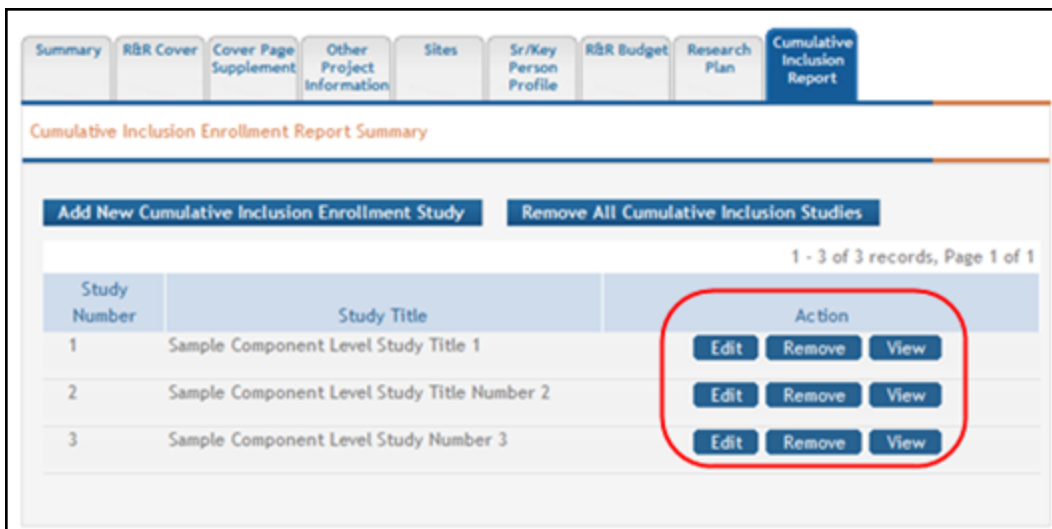 Summary
R&R Cover
Cover Page
Supplement
Other
Project
Information
Sites
Sr/Key
Person
Profile
R&R Budget
Research
Plan
Cumulative
Inclusion
Report
Cumulative Inclusion Enrollment Report Summary
Add New Cumulative Inclusion Enrollment Study
Remove All Cumulative Inclusion Studies
1 - 3 of 3 records, Page 1 of 1
Study
Number
Study Title
Action
1 Sample Component Level Study Title 1 Edit Remove View
2 Sample Component Level Study Title Number 2 Edit Remove View
3 Sample Component Level Study Number 3 Edit Remove View